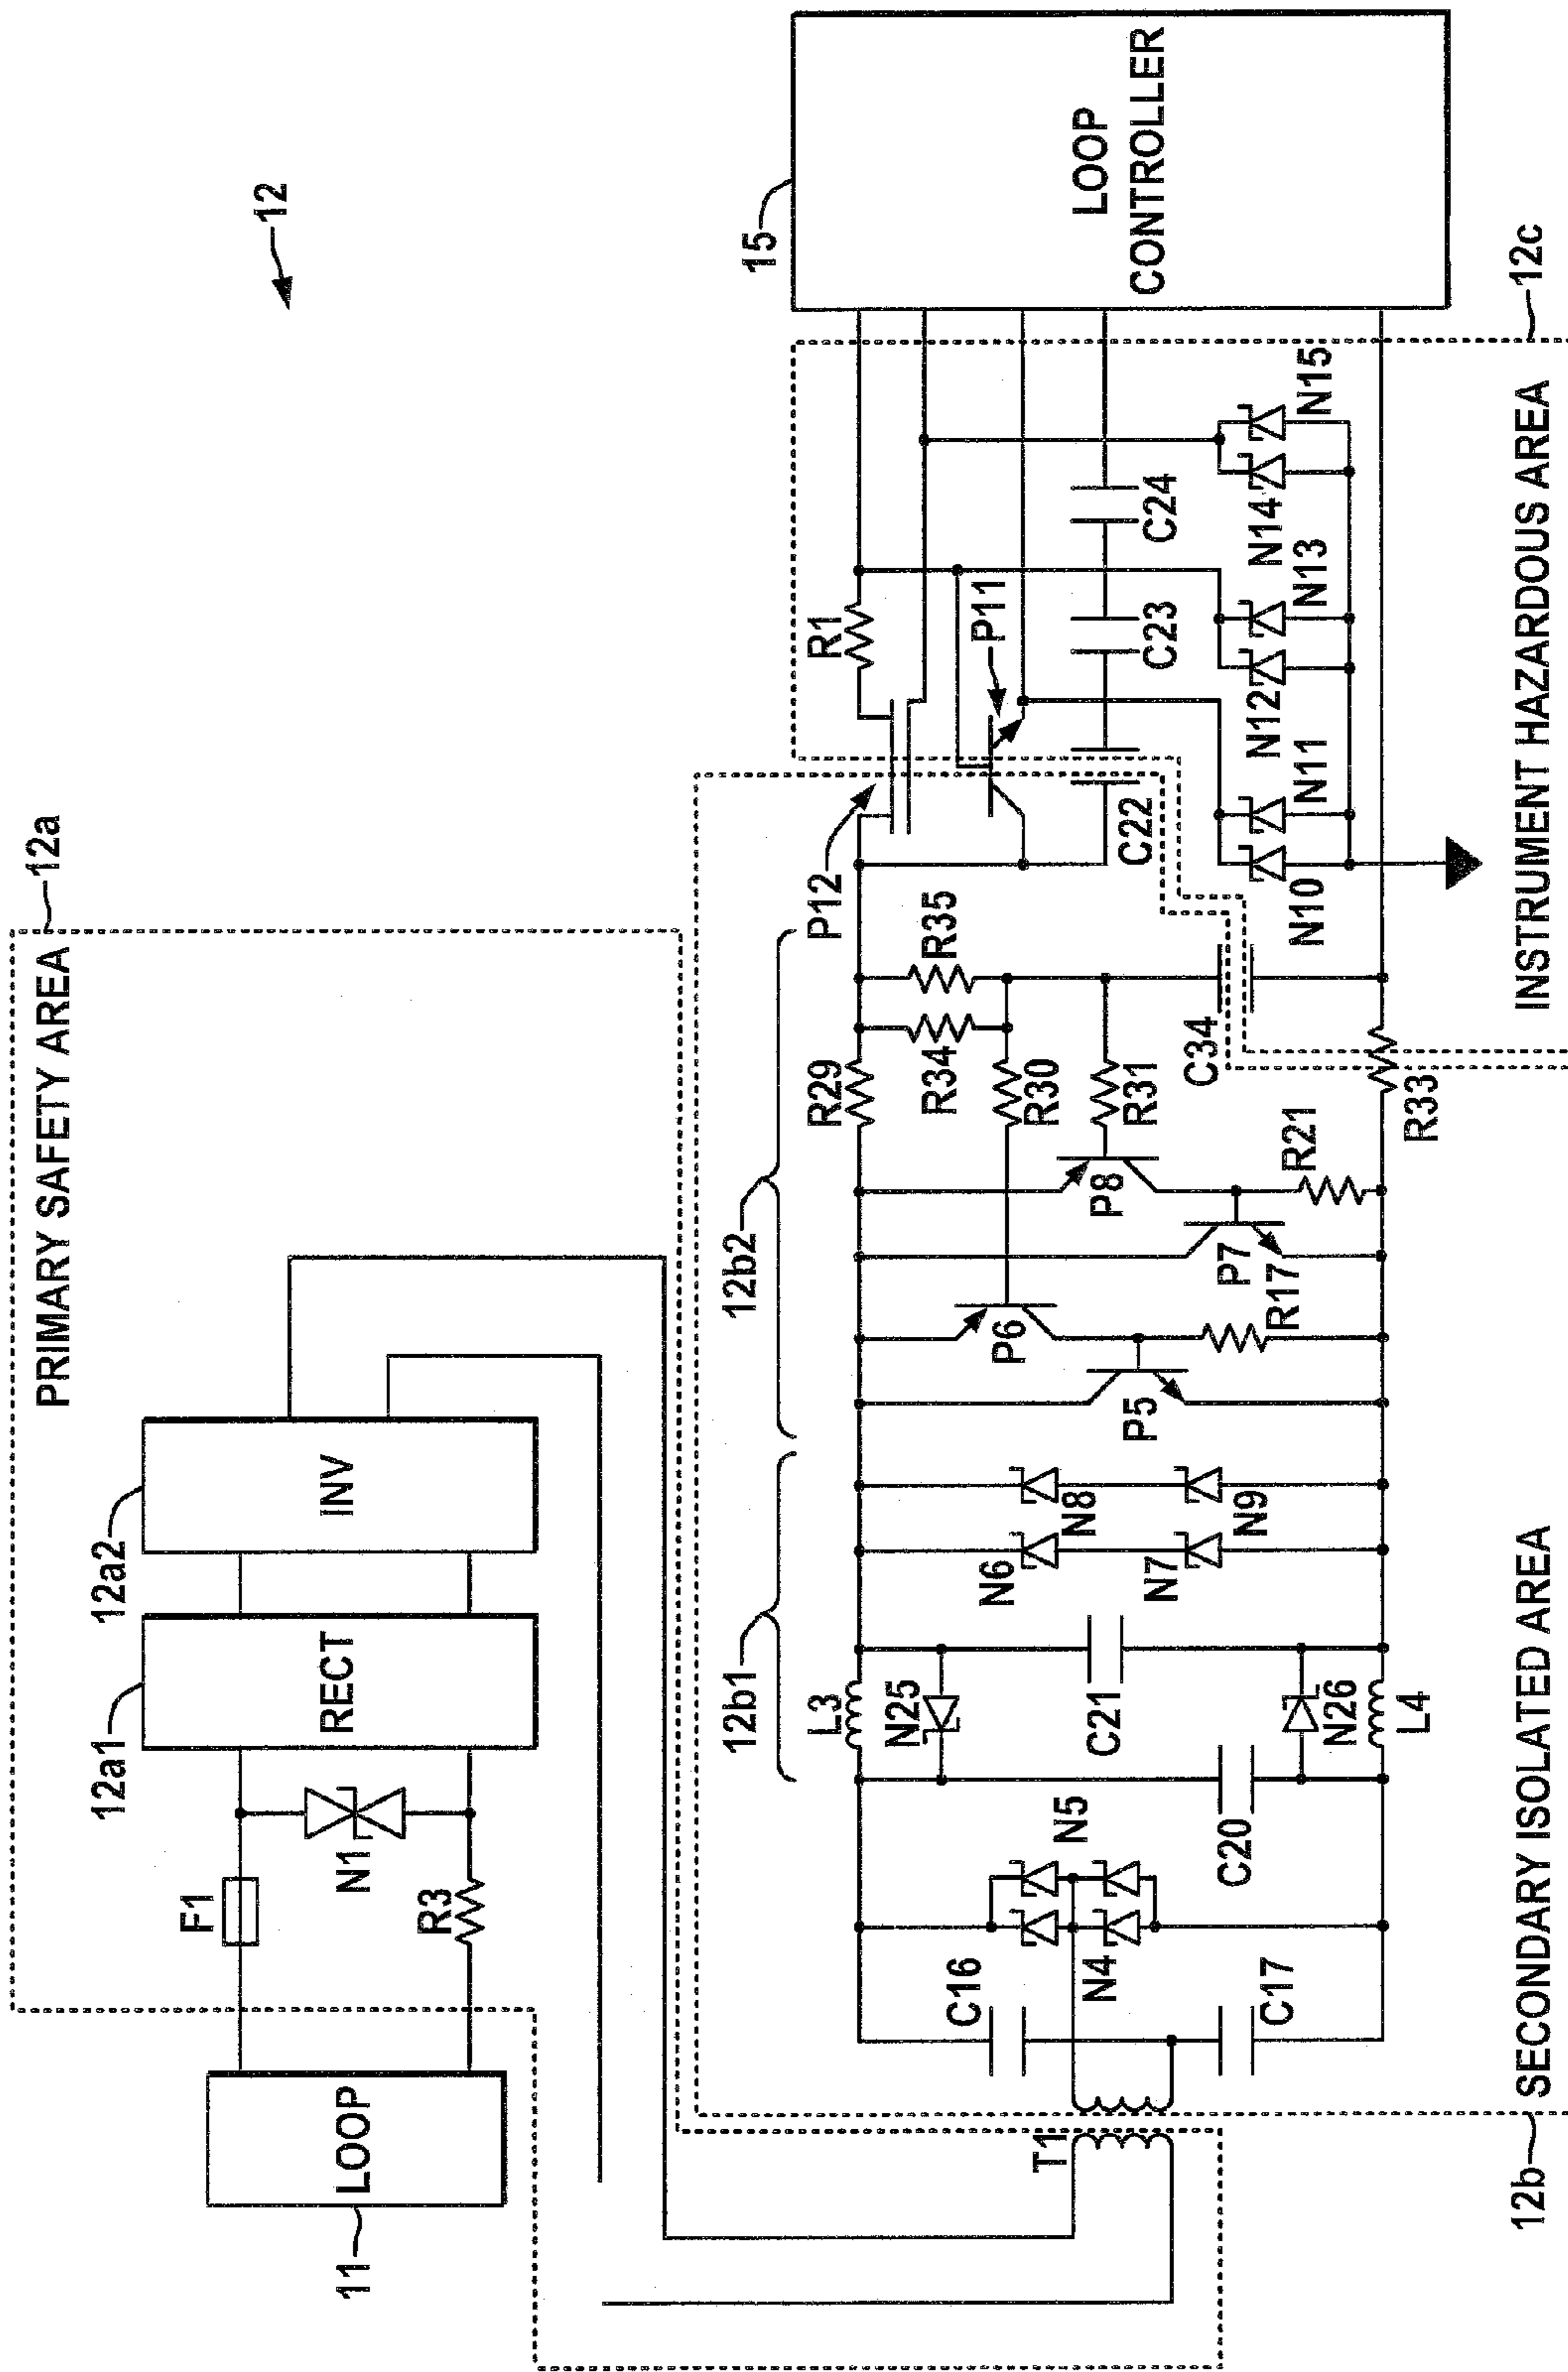 12
PRIMARY SAFETY AREA
12a
11
LOOP
F1
N1
R3
12a1
RECT
12a2
INV
T1
12b1
12b2
C16
C17
N4
N5
C20
L3
N25
C21
N26
L4
N6
N7
N8
N9
P5
P6
R17
P7
P8
R21
R29
R34
R35
R30
R31
C34
R33
P12
C22
R1
P11
C23
C24
N10
N11
N12
N13
N14
N15
15
LOOP
CONTROLLER
12c
INSTRUMENT HAZARDOUS AREA
12b
SECONDARY ISOLATED AREA